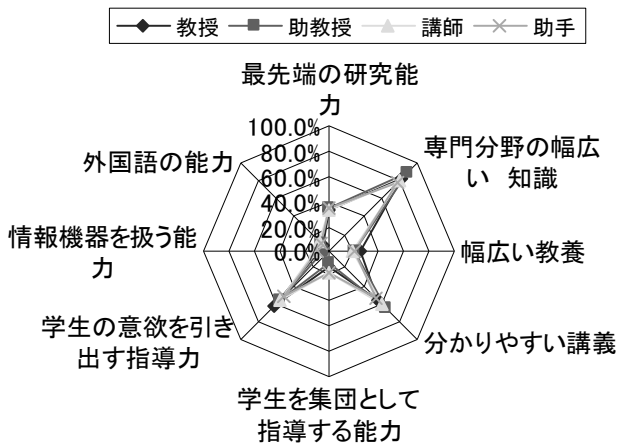 教授 助教授 講師 助手
最先端の研究能
力
専門分野の幅広
い 知識
幅広い教養
分かりやすい講義
学生を集団として
指導する能力
学生の意欲を引き
出す指導力
情報機器を扱う能
力
外国語の能力
100.0%
80.0%
60.0%
40.0%
20.0%
0.0%